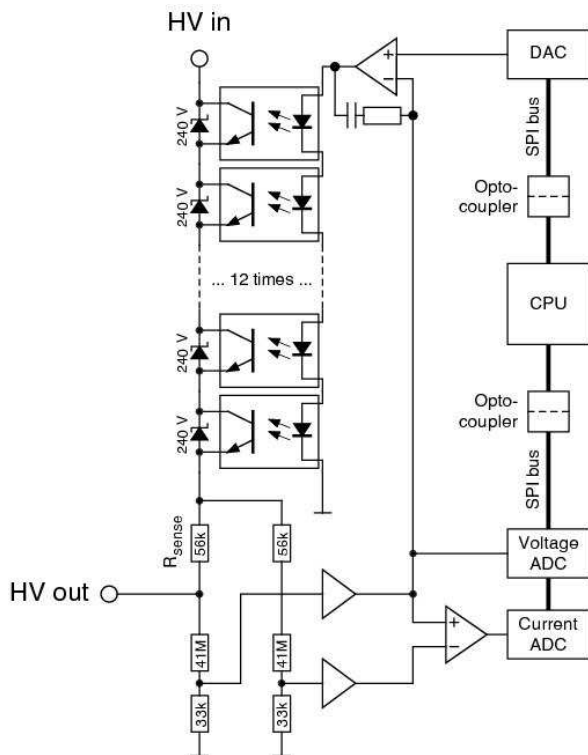 HV in
DAC
240 V
SPI bus
Opto-
coupler
240 V
... 12 times ...
CPU
240 V
Opto-
coupler
240 V
SPI bus
Rsense
56k
56k
Voltage
ADC
HV out
Current
ADC
41M
41M
33k
33k
+
−
+
−